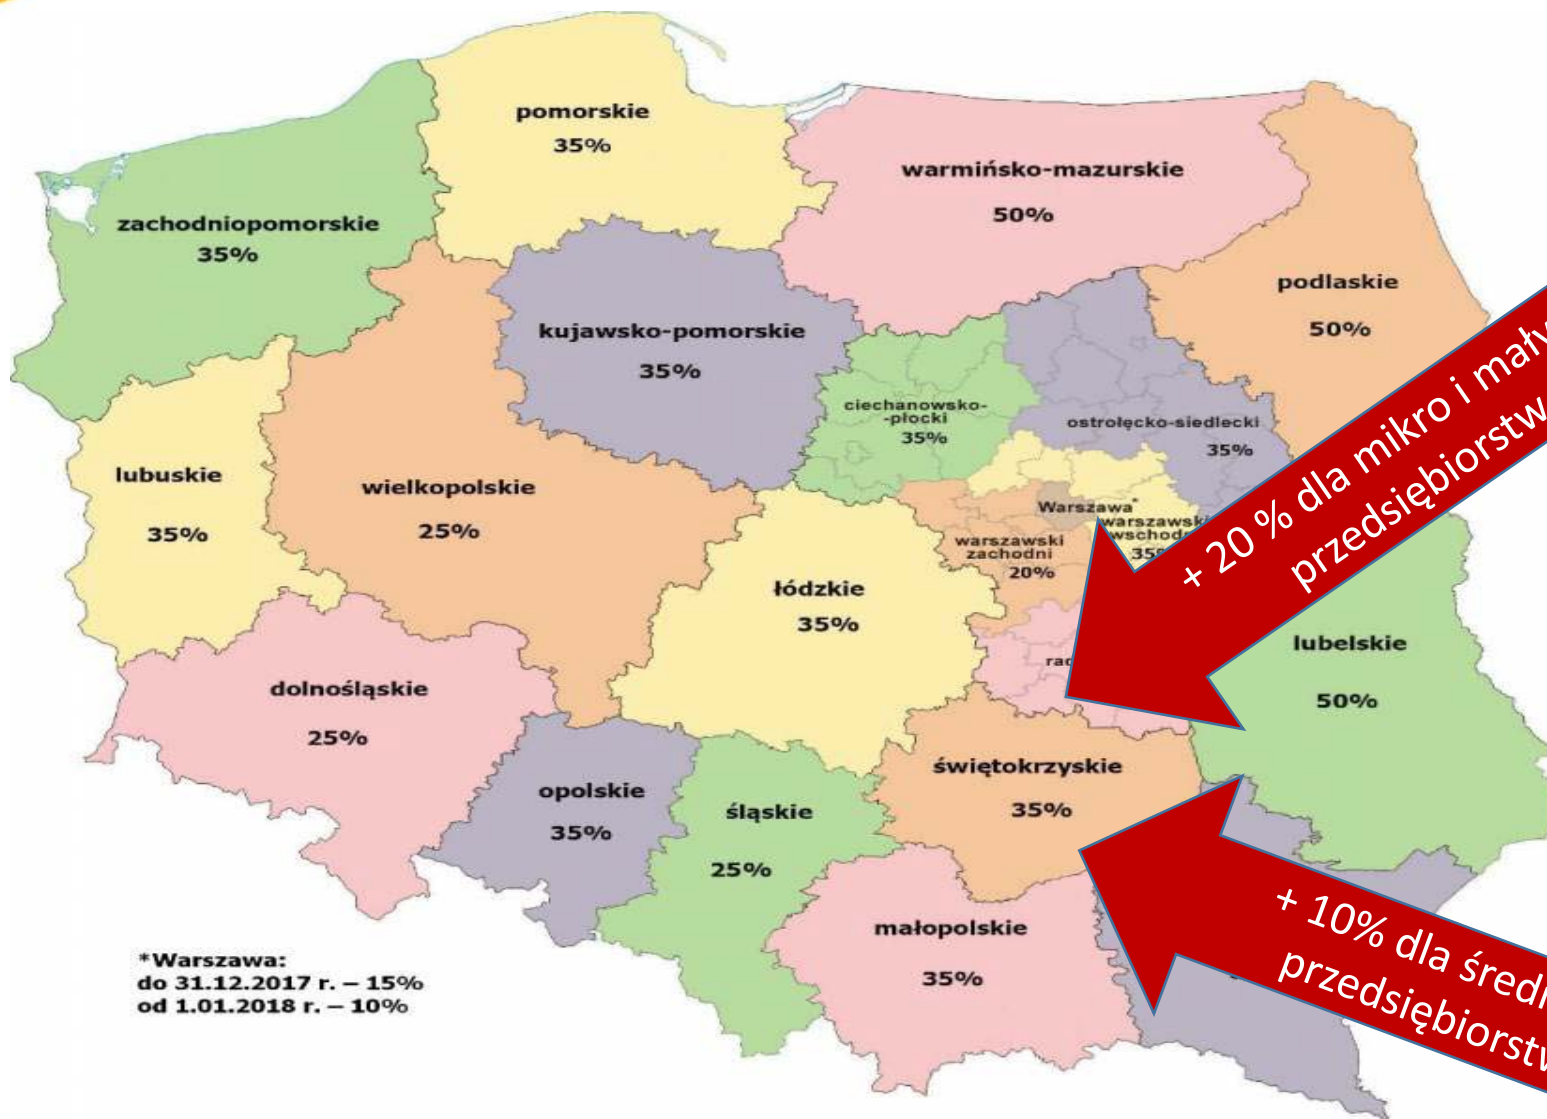 pomorskie
35%
warmińsko-mazurskie
50%
zachodniopomorskie
35%
podlaskie
50%
kujawsko-pomorskie
35%
ciechanowsko-
-płocki
35%
ostrołęcko-siedlecki
35%
lubuskie
35%
wielkopolskie
25%
Warszawa*
warszawski
zachodni
20%
+ 20 % dla mikro i
przedsiębiorstw
łódzkie
35%
lubelskie
50%
dolnośląskie
25%
opolskie
35%
śląskie
25%
świętokrzyskie
35%
małopolskie
35%
+ 10% dla
przedsiębiorstw
*Warszawa:
do 31.12.2017 r. – 15%
od 1.01.2018 r. – 10%